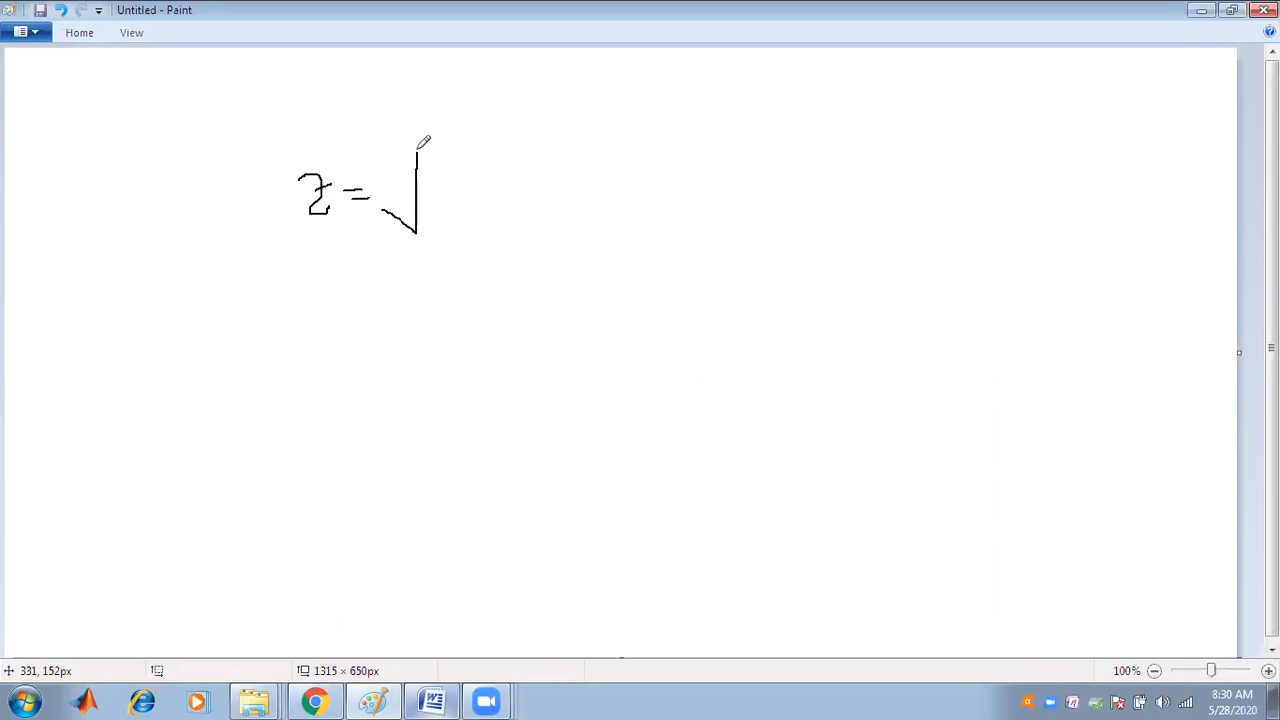 Untitled - Paint
Home View
Z = √
331, 152px
1315 × 650px
100%
8:30 AM
5/28/2020